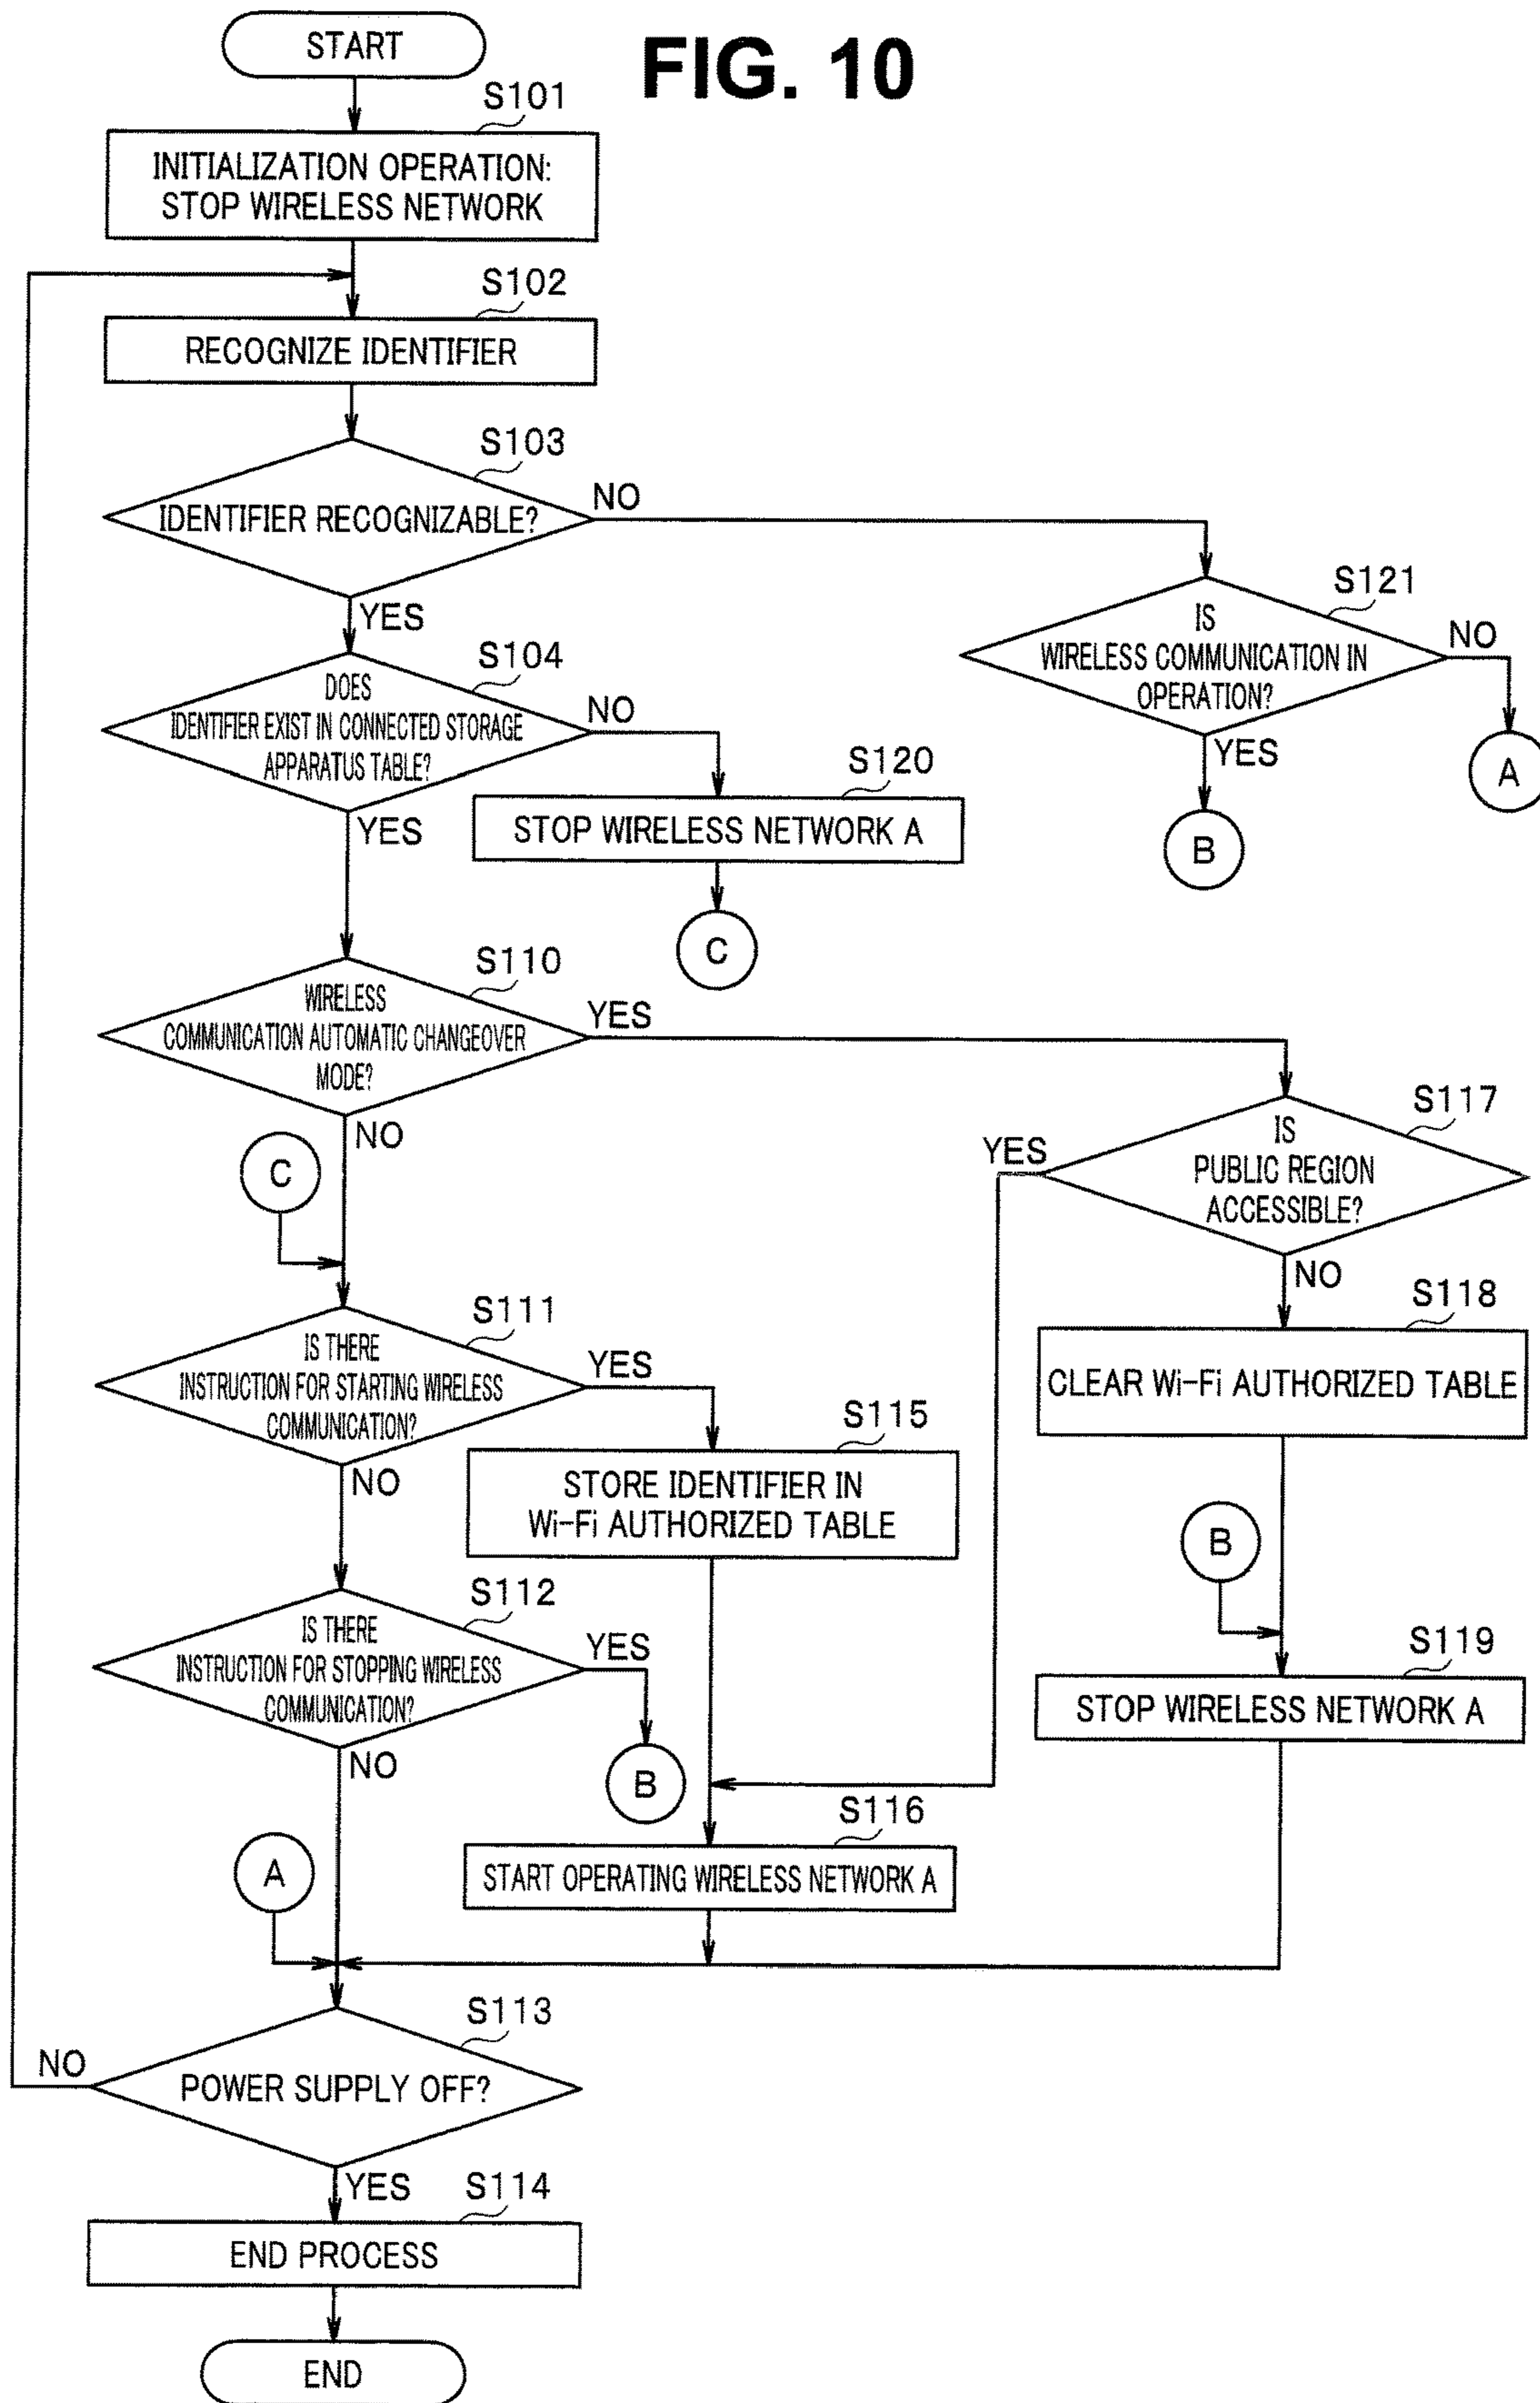 START
FIG. 10
S101
INITIALIZATION OPERATION:
STOP WIRELESS NETWORK
S102
RECOGNIZE IDENTIFIER
S103
IDENTIFIER RECOGNIZABLE?
NO
YES
S121
IS
WIRELESS COMMUNICATION IN
OPERATION?
NO
A
YES
B
S104
DOES
IDENTIFIER EXIST IN CONNECTED STORAGE
APPARATUS TABLE?
NO
YES
S120
STOP WIRELESS NETWORK A
C
S110
WIRELESS
COMMUNICATION AUTOMATIC CHANGEOVER
MODE?
YES
NO
C
S117
IS
PUBLIC REGION
ACCESSIBLE?
YES
NO
S118
CLEAR Wi-Fi AUTHORIZED TABLE
S111
IS THERE
INSTRUCTION FOR STARTING WIRELESS
COMMUNICATION?
YES
NO
S115
STORE IDENTIFIER IN
Wi-Fi AUTHORIZED TABLE
B
S119
STOP WIRELESS NETWORK A
S112
IS THERE
INSTRUCTION FOR STOPPING WIRELESS
COMMUNICATION?
YES
B
NO
S116
START OPERATING WIRELESS NETWORK A
A
S113
POWER SUPPLY OFF?
NO
YES
S114
END PROCESS
END